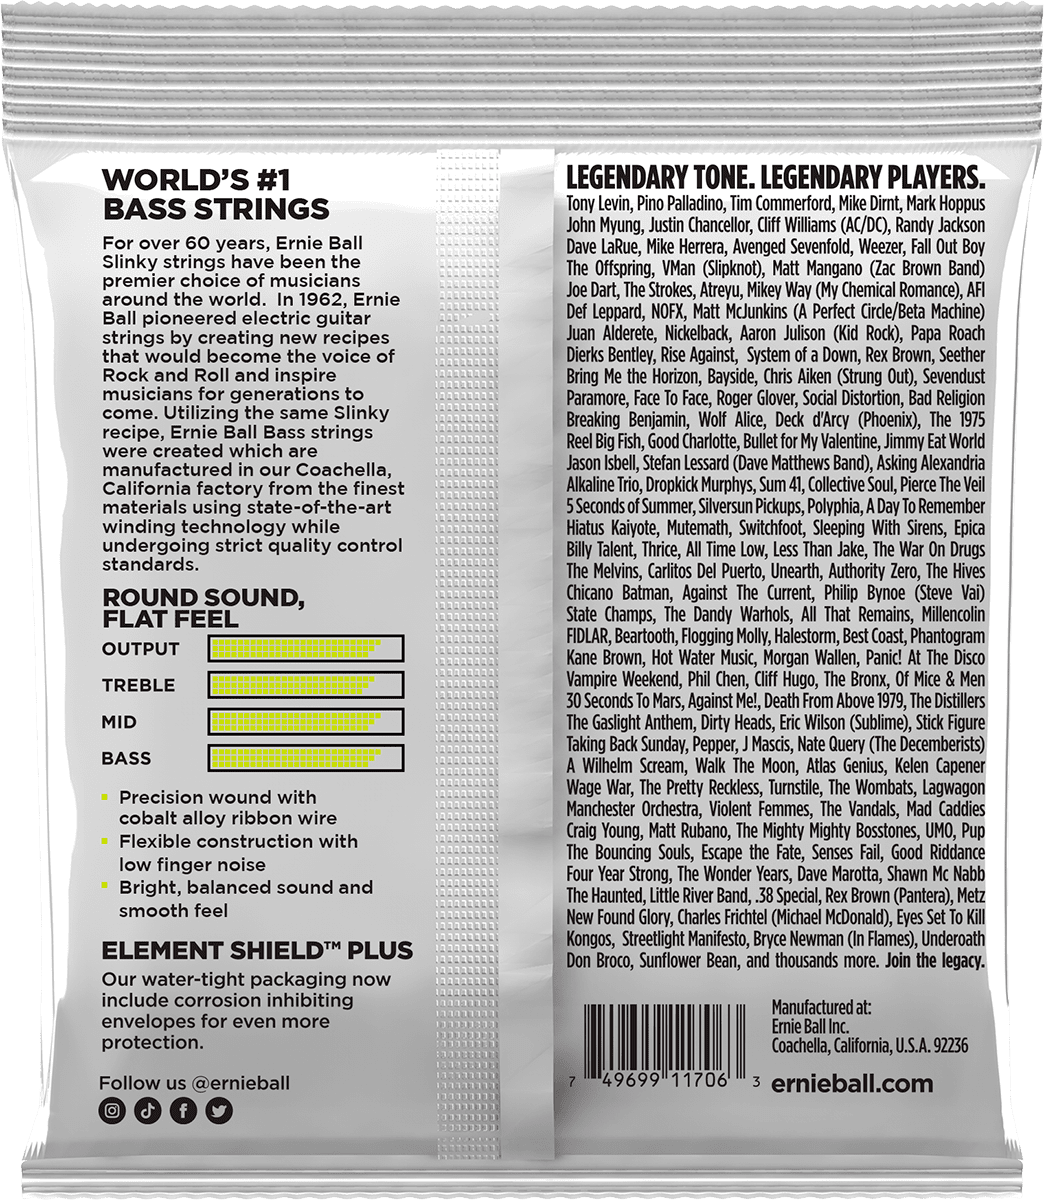 WORLD'S #1
BASS STRINGS
For over 60 years, Ernie Ball
Slinky strings have been the
premier choice of musicians
around the world.  In 1962, Ernie
Ball pioneered electric guitar
strings by creating new recipes
that would become the voice of
Rock and Roll and inspire
musicians for generations to
come. Utilizing the same Slinky
recipe, Ernie Ball Bass strings
were created which are
manufactured in our Coachella,
California factory from the finest
materials using state-of-the-art
winding technology while
undergoing strict quality control
standards.
ROUND SOUND,
FLAT FEEL
OUTPUT
TREBLE
MID
BASS
Precision wound with
cobalt alloy ribbon wire
Flexible construction with
low finger noise
Bright, balanced sound and
smooth feel
ELEMENT SHIELD™ PLUS
Our water-tight packaging now
include corrosion inhibiting
envelopes for even more
protection.
Follow us @ernieball
LEGENDARY TONE. LEGENDARY PLAYERS.
Tony Levin, Pino Palladino, Tim Commerford, Mike Dirnt, Mark Hoppus
John Myung, Justin Chancellor, Cliff Williams (AC/DC), Randy Jackson
Dave LaRue, Mike Herrera, Avenged Sevenfold, Weezer, Fall Out Boy
The Offspring, VMan (Slipknot), Matt Mangano (Zac Brown Band)
Joe Dart, The Strokes, Atreyu, Mikey Way (My Chemical Romance), AFI
Def Leppard, NOFX, Matt McJunkins (A Perfect Circle/Beta Machine)
Juan Alderete, Nickelback, Aaron Julison (Kid Rock), Papa Roach
Dierks Bentley, Rise Against, System of a Down, Rex Brown, Seether
Bring Me the Horizon, Bayside, Chris Aiken (Strung Out), Sevendust
Paramore, Face To Face, Roger Glover, Social Distortion, Bad Religion
Breaking Benjamin, Wolf Alice, Deck d'Arcy (Phoenix), The 1975
Reel Big Fish, Good Charlotte, Bullet for My Valentine, Jimmy Eat World
Jason Isbell, Stefan Lessard (Dave Matthews Band), Asking Alexandria
Alkaline Trio, Dropkick Murphys, Sum 41, Collective Soul, Pierce The Veil
5 Seconds of Summer, Silversun Pickups, Polyphia, A Day To Remember
Hiatus Kaiyote, Mutemath, Switchfoot, Sleeping With Sirens, Epica
Billy Talent, Thrice, All Time Low, Less Than Jake, The War On Drugs
The Melvins, Carlitos Del Puerto, Unearth, Authority Zero, The Hives
Chicano Batman, Against The Current, Philip Bynoe (Steve Vai)
State Champs, The Dandy Warhols, All That Remains, Millencolin
FIDLAR, Beartooth, Flogging Molly, Halestorm, Best Coast, Phantogram
Kane Brown, Hot Water Music, Morgan Wallen, Panic! At The Disco
Vampire Weekend, Phil Chen, Cliff Hugo, The Bronx, Of Mice & Men
30 Seconds To Mars, Against Me!, Death From Above 1979, The Distillers
The Gaslight Anthem, Dirty Heads, Eric Wilson (Sublime), Stick Figure
Taking Back Sunday, Pepper, J Mascis, Nate Query (The Decemberists)
A Wilhelm Scream, Walk The Moon, Atlas Genius, Kelen Capener
Wage War, The Pretty Reckless, Turnstile, The Wombats, Lagwagon
Manchester Orchestra, Violent Femmes, The Vandals, Mad Caddies
Craig Young, Matt Rubano, The Mighty Mighty Bosstones, UMO, Pup
The Bouncing Souls, Escape the Fate, Senses Fail, Good Riddance
Four Year Strong, The Wonder Years, Dave Marotta, Shawn Mc Nabb
The Haunted, Little River Band, .38 Special, Rex Brown (Pantera), Metz
New Found Glory, Charles Frichtel (Michael McDonald), Eyes Set To Kill
Kongos, Streetlight Manifesto, Bryce Newman (In Flames), Underoath
Don Broco, Sunflower Bean, and thousands more. Join the legacy.
7 49699 11706 3
Manufactured at:
Ernie Ball Inc.
Coachella, California, U.S.A. 92236
ernieball.com